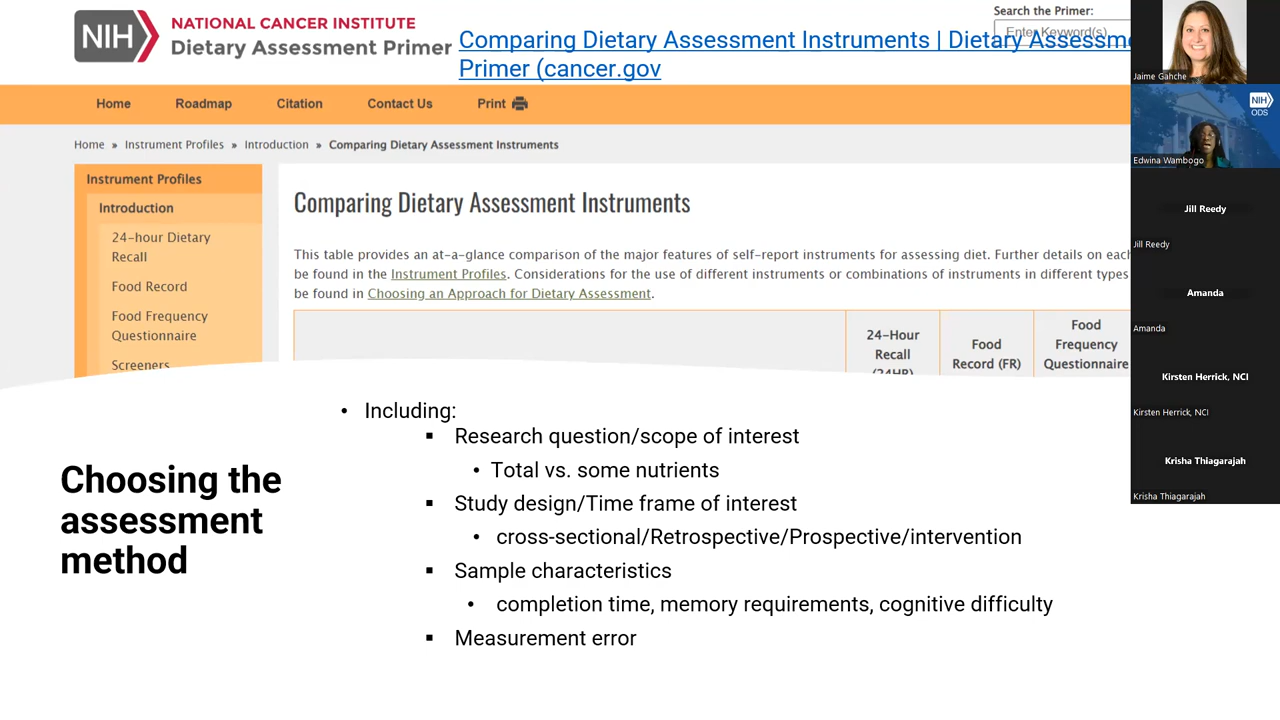 NIH
NATIONAL CANCER INSTITUTE
Dietary Assessment Primer
Comparing Dietary Assessment Instruments | Dietary Assessme
Primer (cancer.gov
Search the Primer:
Enter Keyword(s)
Home
Roadmap
Citation
Contact Us
Print
Home » Instrument Profiles » Introduction » Comparing Dietary Assessment Instruments
Instrument Profiles
Introduction
24-hour Dietary
Recall
Food Record
Food Frequency
Questionnaire
Screeners
Comparing Dietary Assessment Instruments
This table provides an at-a-glance comparison of the major features of self-report instruments for assessing diet. Further details on each
be found in the Instrument Profiles. Considerations for the use of different instruments or combinations of instruments in different types
be found in Choosing an Approach for Dietary Assessment.
24-Hour
Recall
(24HR)
Food
Record (FR)
Food
Frequency
Questionnaire
Choosing the
assessment
method
• Including:
▪ Research question/scope of interest
• Total vs. some nutrients
▪ Study design/Time frame of interest
• cross-sectional/Retrospective/Prospective/intervention
▪ Sample characteristics
• completion time, memory requirements, cognitive difficulty
▪ Measurement error
Jaime Gahche
NIH
ODS
Edwina Wambogo
Jill Reedy
Jill Reedy
Amanda
Amanda
Kirsten Herrick, NCI
Kirsten Herrick, NCI
Krisha Thiagarajah
Krisha Thiagarajah